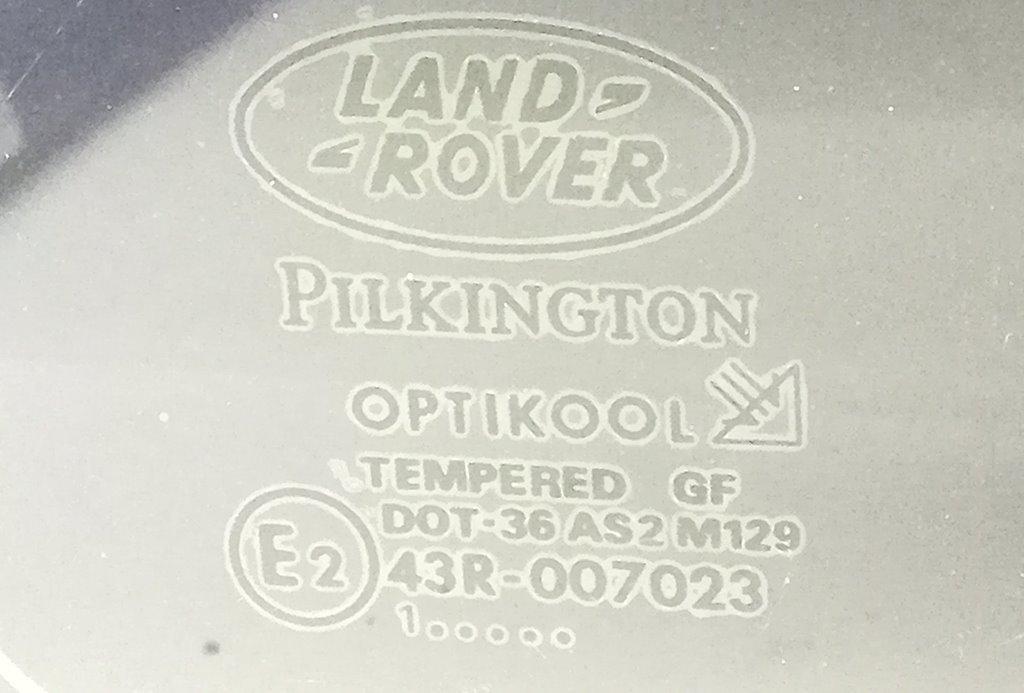 LAND
ROVER
PILKINGTON
OPTIKOOL
TEMPERED GF
DOT-36 AS2 M129
E2 43R-007023
1.....